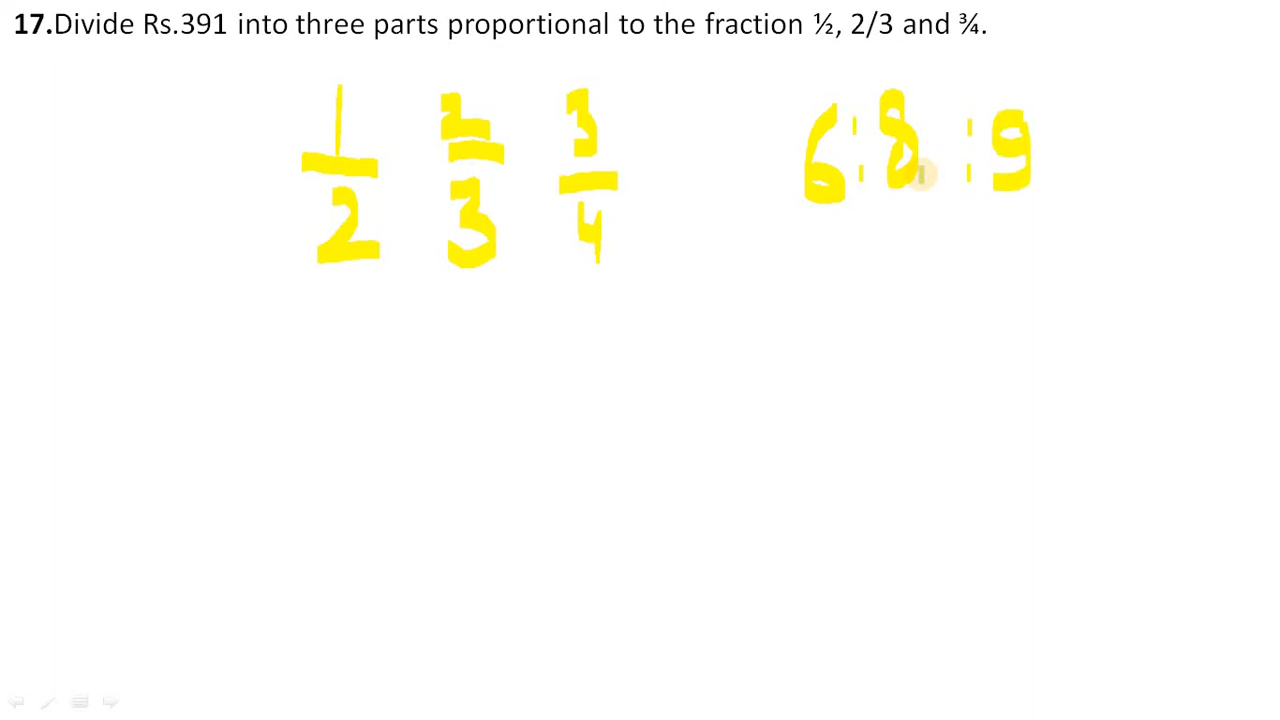 17.Divide Rs.391 into three parts proportional to the fraction ½, 2/3 and ¾.
1/2 2/3 3/4 6:8:9